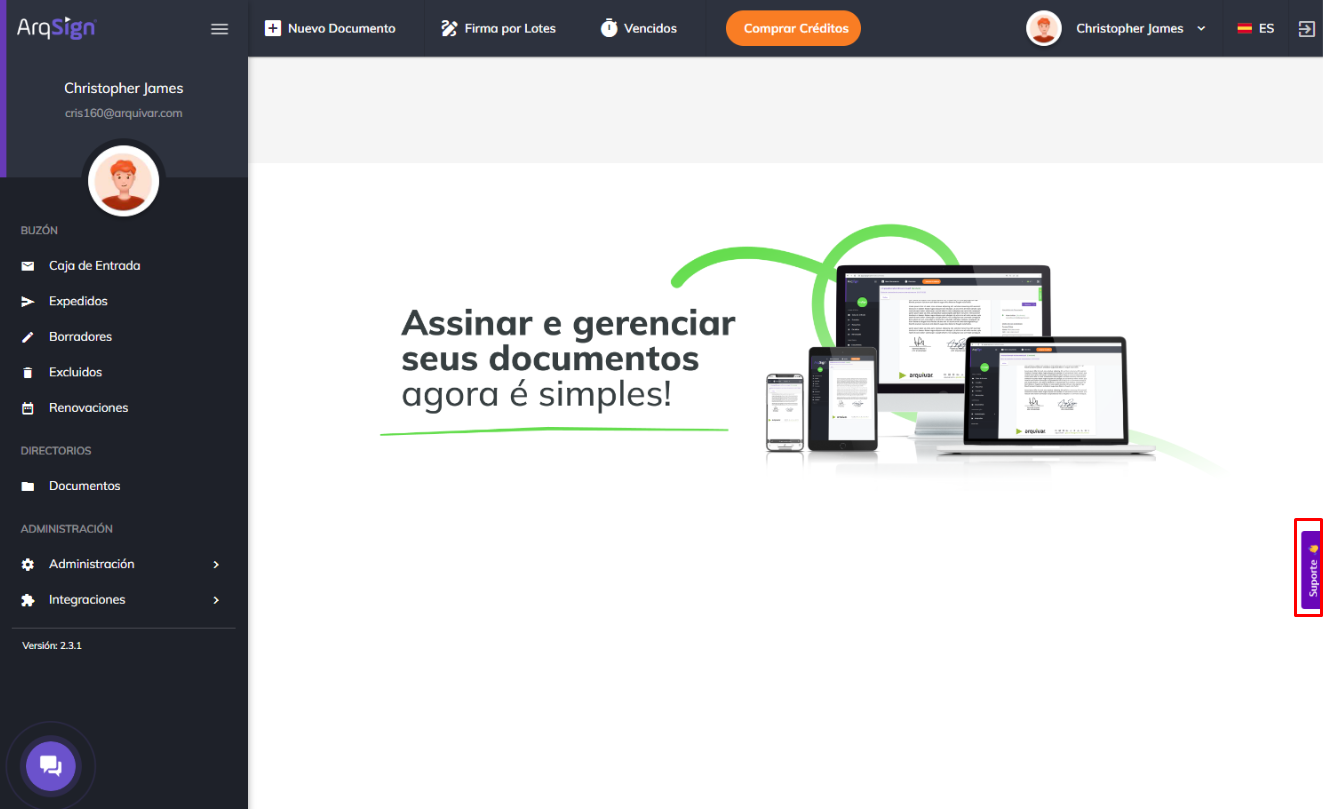 ArqSign
Nuevo Documento
Firma por Lotes
Vencidos
Comprar Créditos
Christopher James
ES
Christopher James
cris160@arquivar.com
BUZÓN
Caja de Entrada
Expedidos
Borradores
Excluidos
Renovaciones
DIRECTORIOS
Documentos
ADMINISTRACIÓN
Administración
Integraciones
Versión: 2.3.1
Assinar e gerenciar
seus documentos
agora é simples!
arquivar.
arquivar.
Suporte